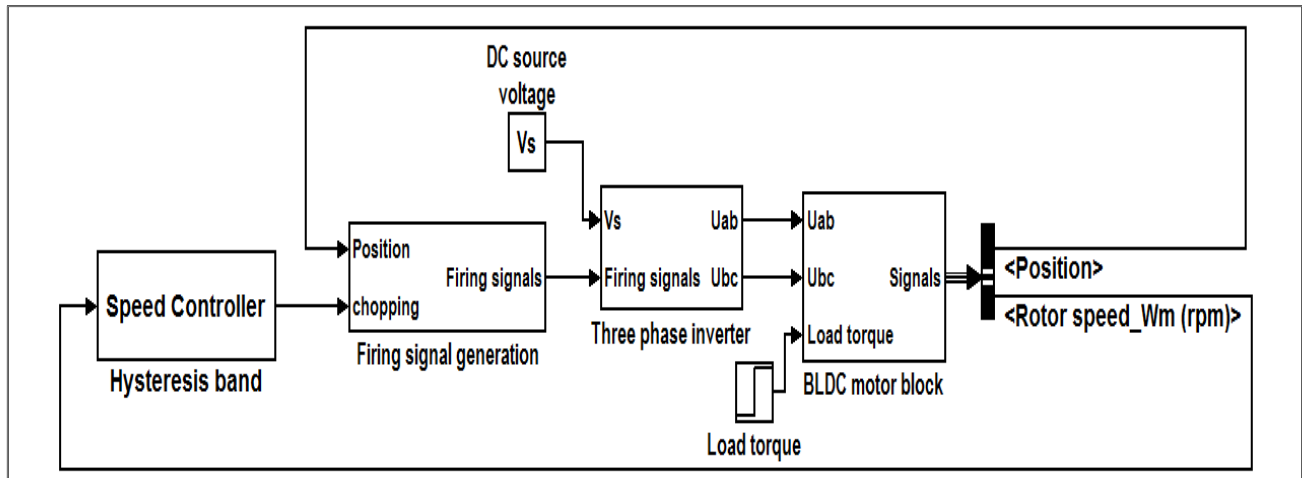 DC source
voltage
Vs
Position
chopping
Firing signals
Firing signal generation
Speed Controller
Hysteresis band
Vs
Firing signals
Uab
Ubc
Three phase inverter
Uab
Ubc
Load torque
Signals
BLDC motor block
Load torque
<Position>
<Rotor speed_Wm (rpm)>